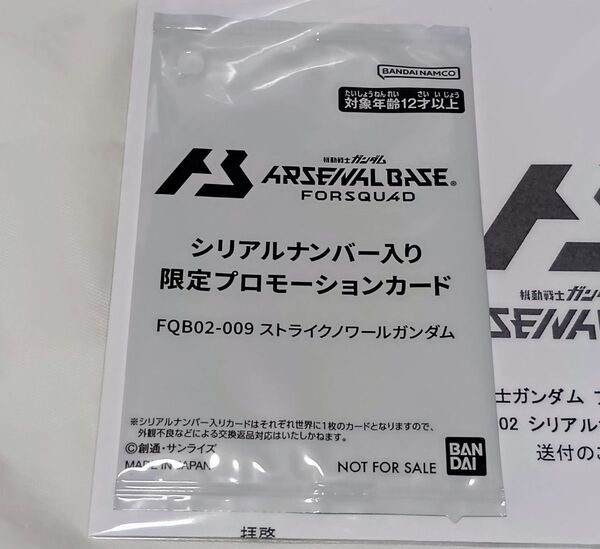 BANDAI NAMCO
たいしょうねんれい さいいじょう
対象年齢12才以上
機動戦士ガンダム
ARSENAL BASE®
FORSQUAD
シリアルナンバー入り
限定プロモーションカード
FQB02-009 ストライクノワールガンダム
※シリアルナンバー入りカードはそれぞれ世界に1枚のカードとなりますので、
外観不良などによる交換返品対応はいたしかねます。
©創通・サンライズ
MADE IN JAPAN
NOT FOR SALE
BAN
DAI
機動戦士ガン
SENAL
士ガンダム
02 シリアル
送付の
拝啓